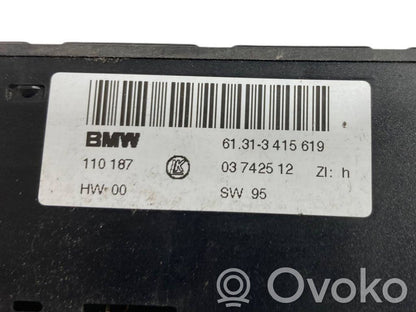 BMW 61.31-3 415 619
110 187 K 03 7425 12 ZI: h
HW 00 SW 95
Ovoko